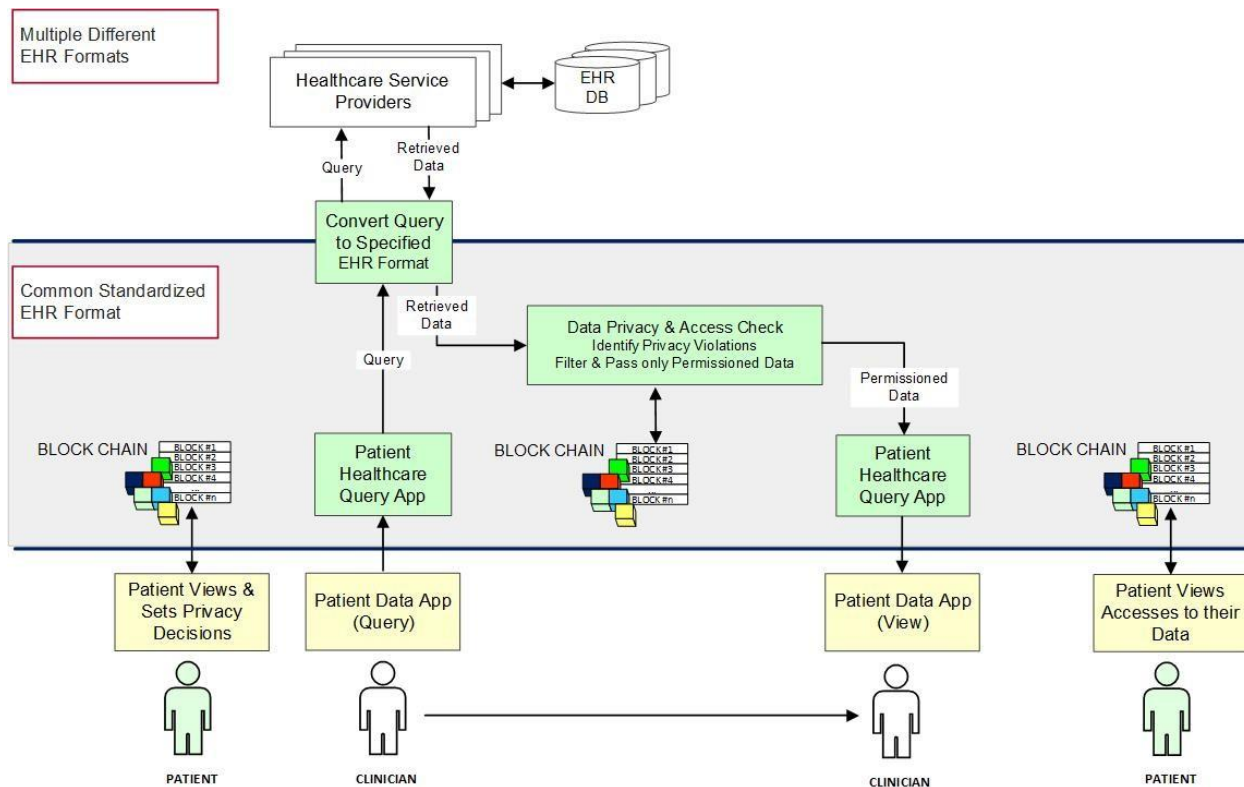 Multiple Different
EHR Formats
Healthcare Service
Providers
EHR
DB
Query
Retrieved
Data
Convert Query
to Specified
EHR Format
Common Standardized
EHR Format
Retrieved
Data
Data Privacy & Access Check
Identify Privacy Violations
Filter & Pass only Permissioned Data
Query
Permissioned
Data
BLOCK CHAIN
BLOCK #1
BLOCK #2
BLOCK #3
BLOCK #4
...
BLOCK #n
Patient
Healthcare
Query App
BLOCK CHAIN
BLOCK #1
BLOCK #2
BLOCK #3
BLOCK #4
...
BLOCK #n
Patient
Healthcare
Query App
BLOCK CHAIN
BLOCK #1
BLOCK #2
BLOCK #3
BLOCK #4
...
BLOCK #n
Patient Views &
Sets Privacy
Decisions
Patient Data App
(Query)
Patient Data App
(View)
Patient Views
Accesses to their
Data
PATIENT
CLINICIAN
CLINICIAN
PATIENT